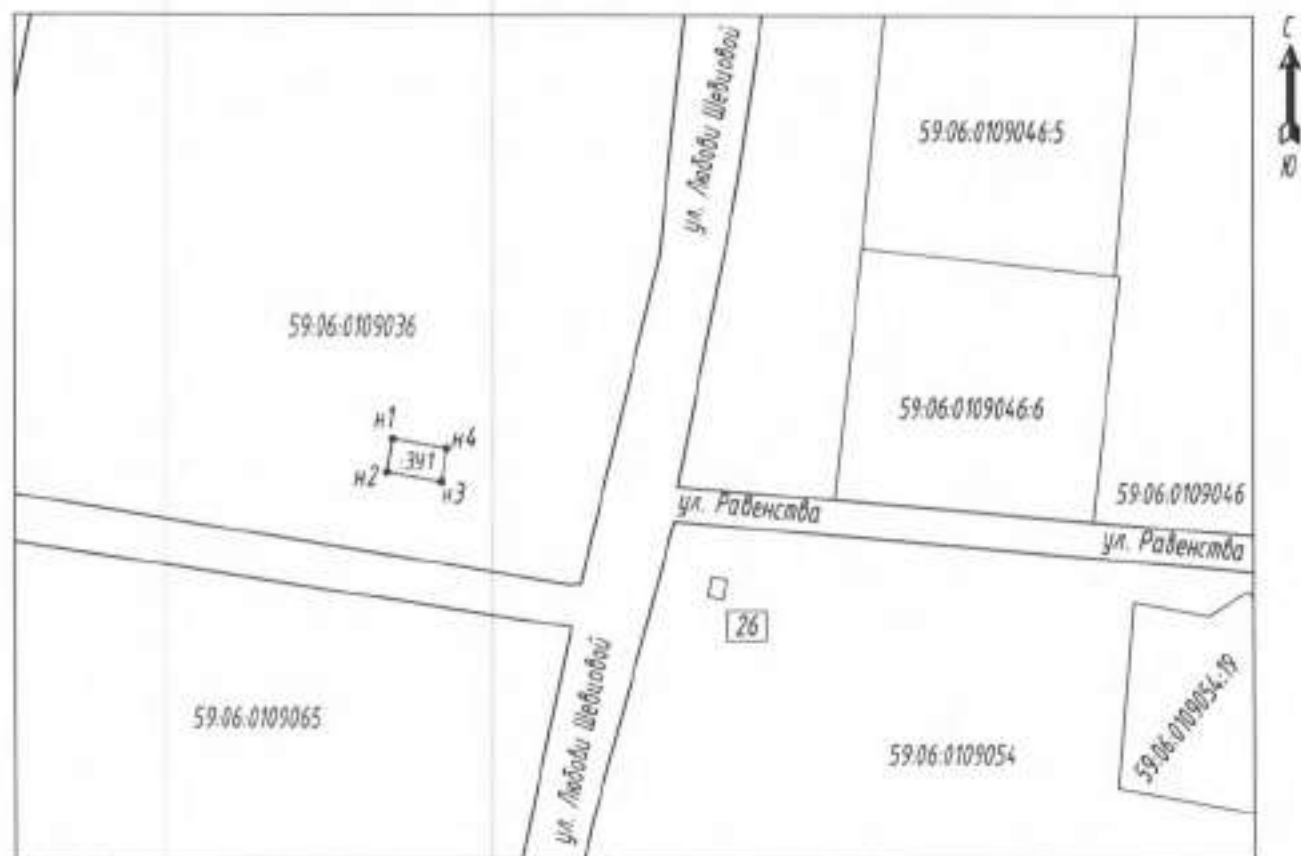 С
Ю
ул. Любови Шевцовой
59:06:0109046:5
59:06:0109036
59:06:0109046:6
н1
н4
:ЗУ1
н2
н3
59:06:0109046
ул. Равенства
ул. Равенства
26
59:06:0109065
ул. Любови Шевцовой
59:06:0109054
59:06:0109054:19